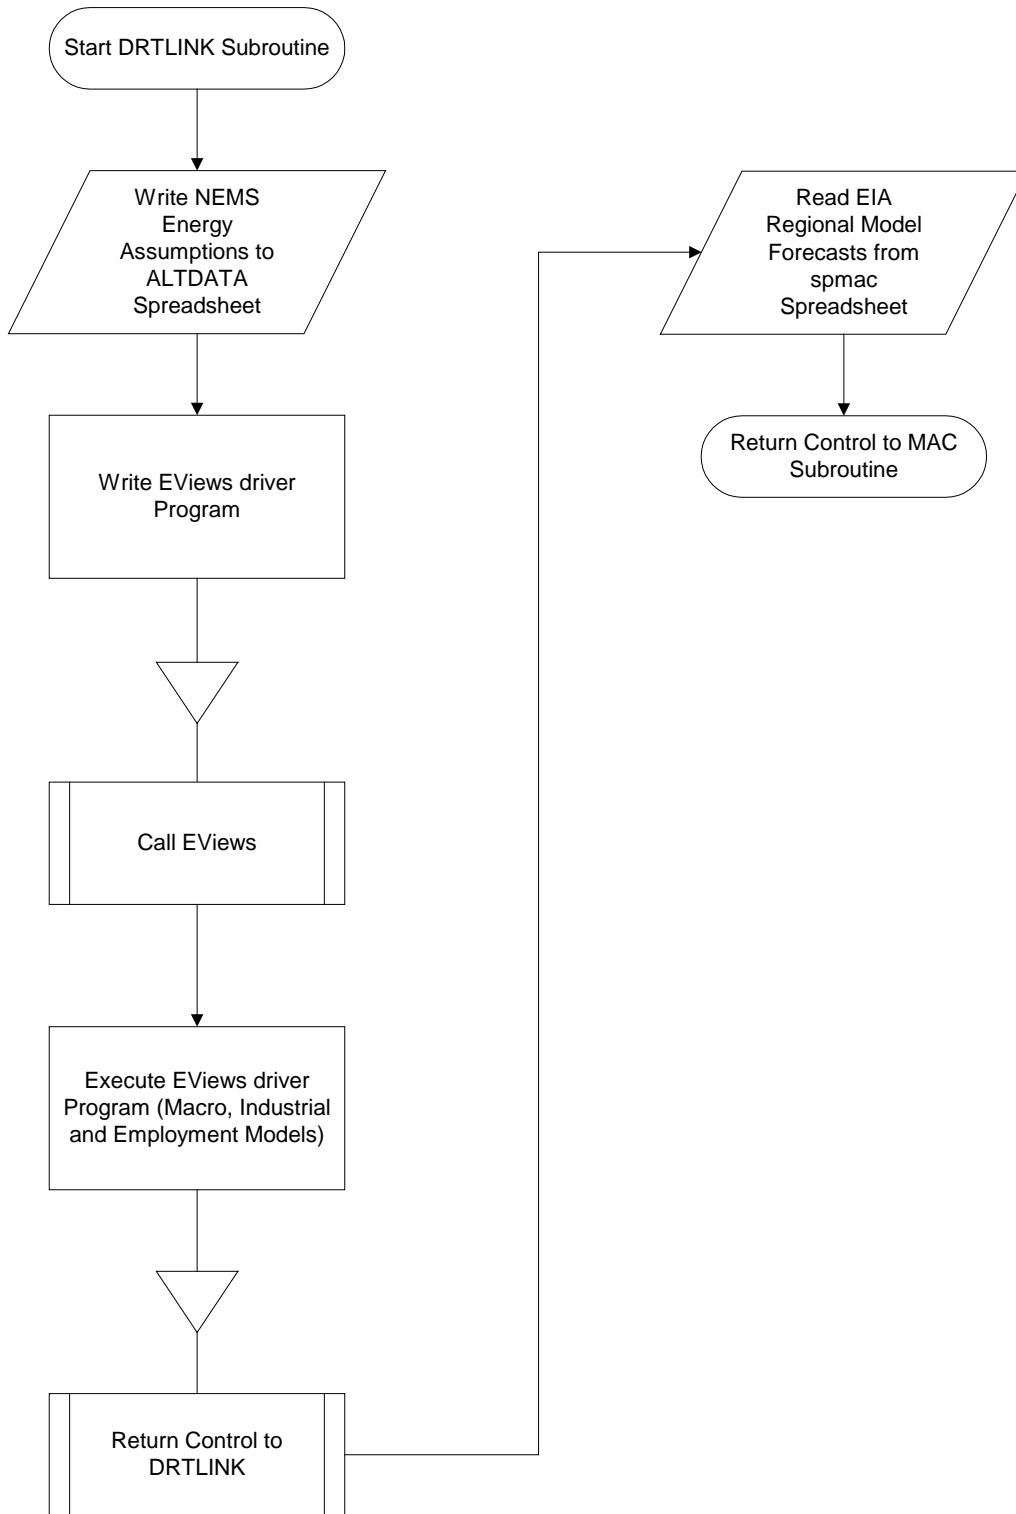 Start DRTLINK Subroutine
Write NEMS
Energy
Assumptions to
ALTDATA
Spreadsheet
Write EViews driver
Program
Call EViews
Execute EViews driver
Program (Macro, Industrial
and Employment Models)
Return Control to
DRTLINK
Read EIA
Regional Model
Forecasts from
spmac
Spreadsheet
Return Control to MAC
Subroutine